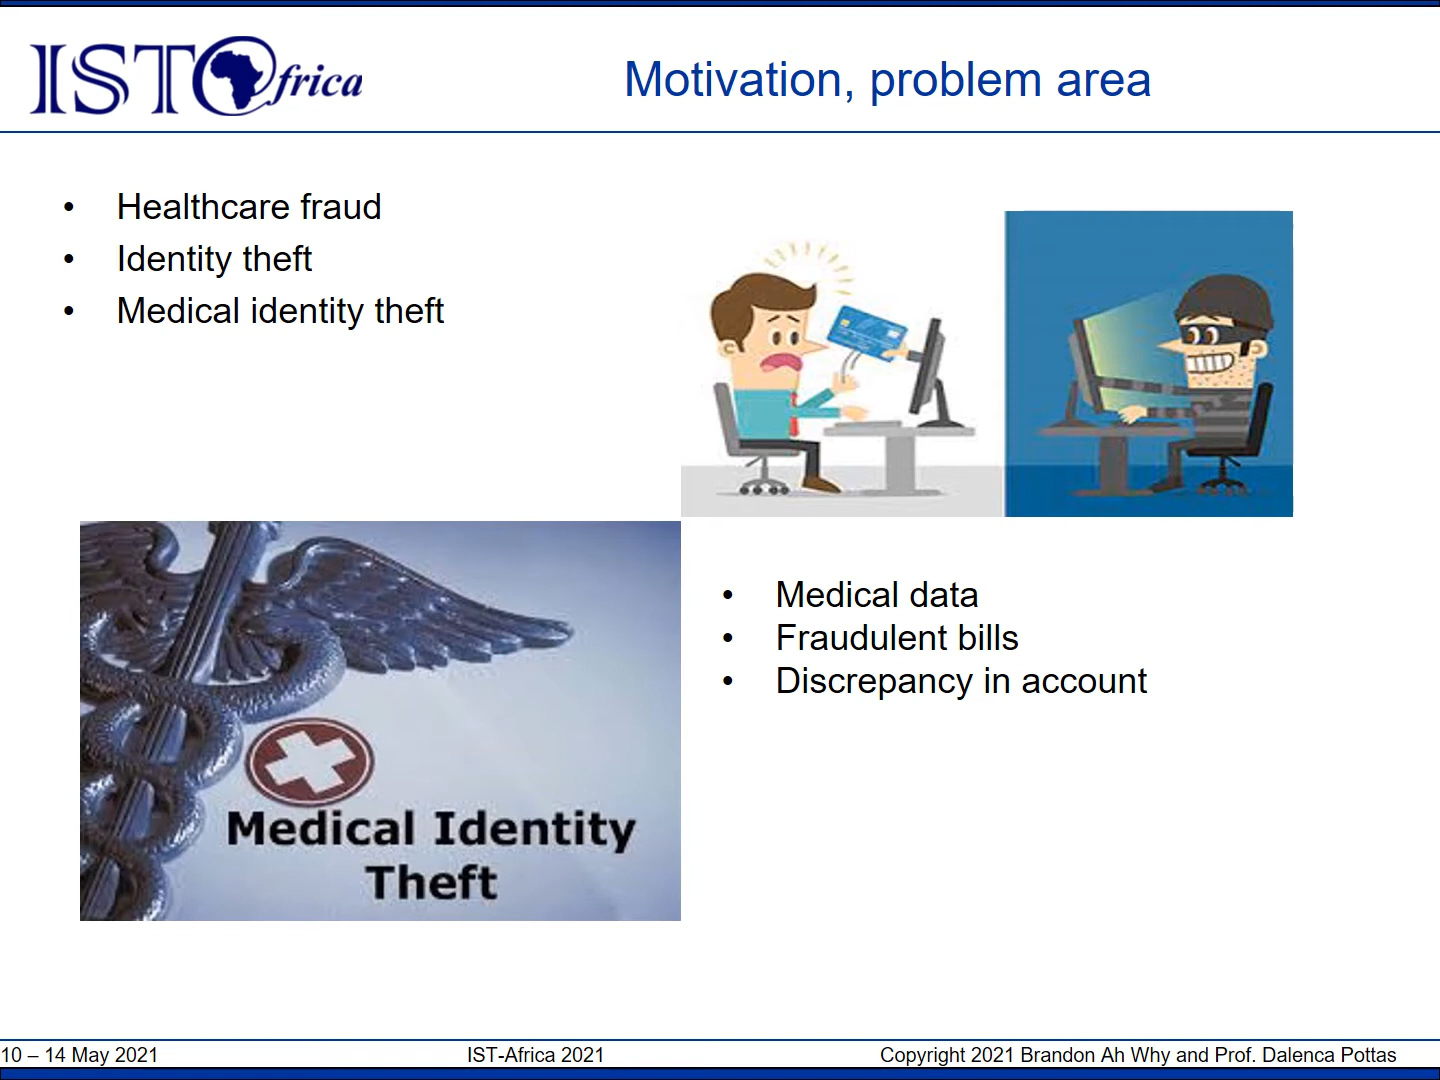 IST Africa
Motivation, problem area
• Healthcare fraud
• Identity theft
• Medical identity theft
• Medical data
• Fraudulent bills
• Discrepancy in account
Medical Identity
Theft
10 – 14 May 2021
IST-Africa 2021
Copyright 2021 Brandon Ah Why and Prof. Dalenca Pottas